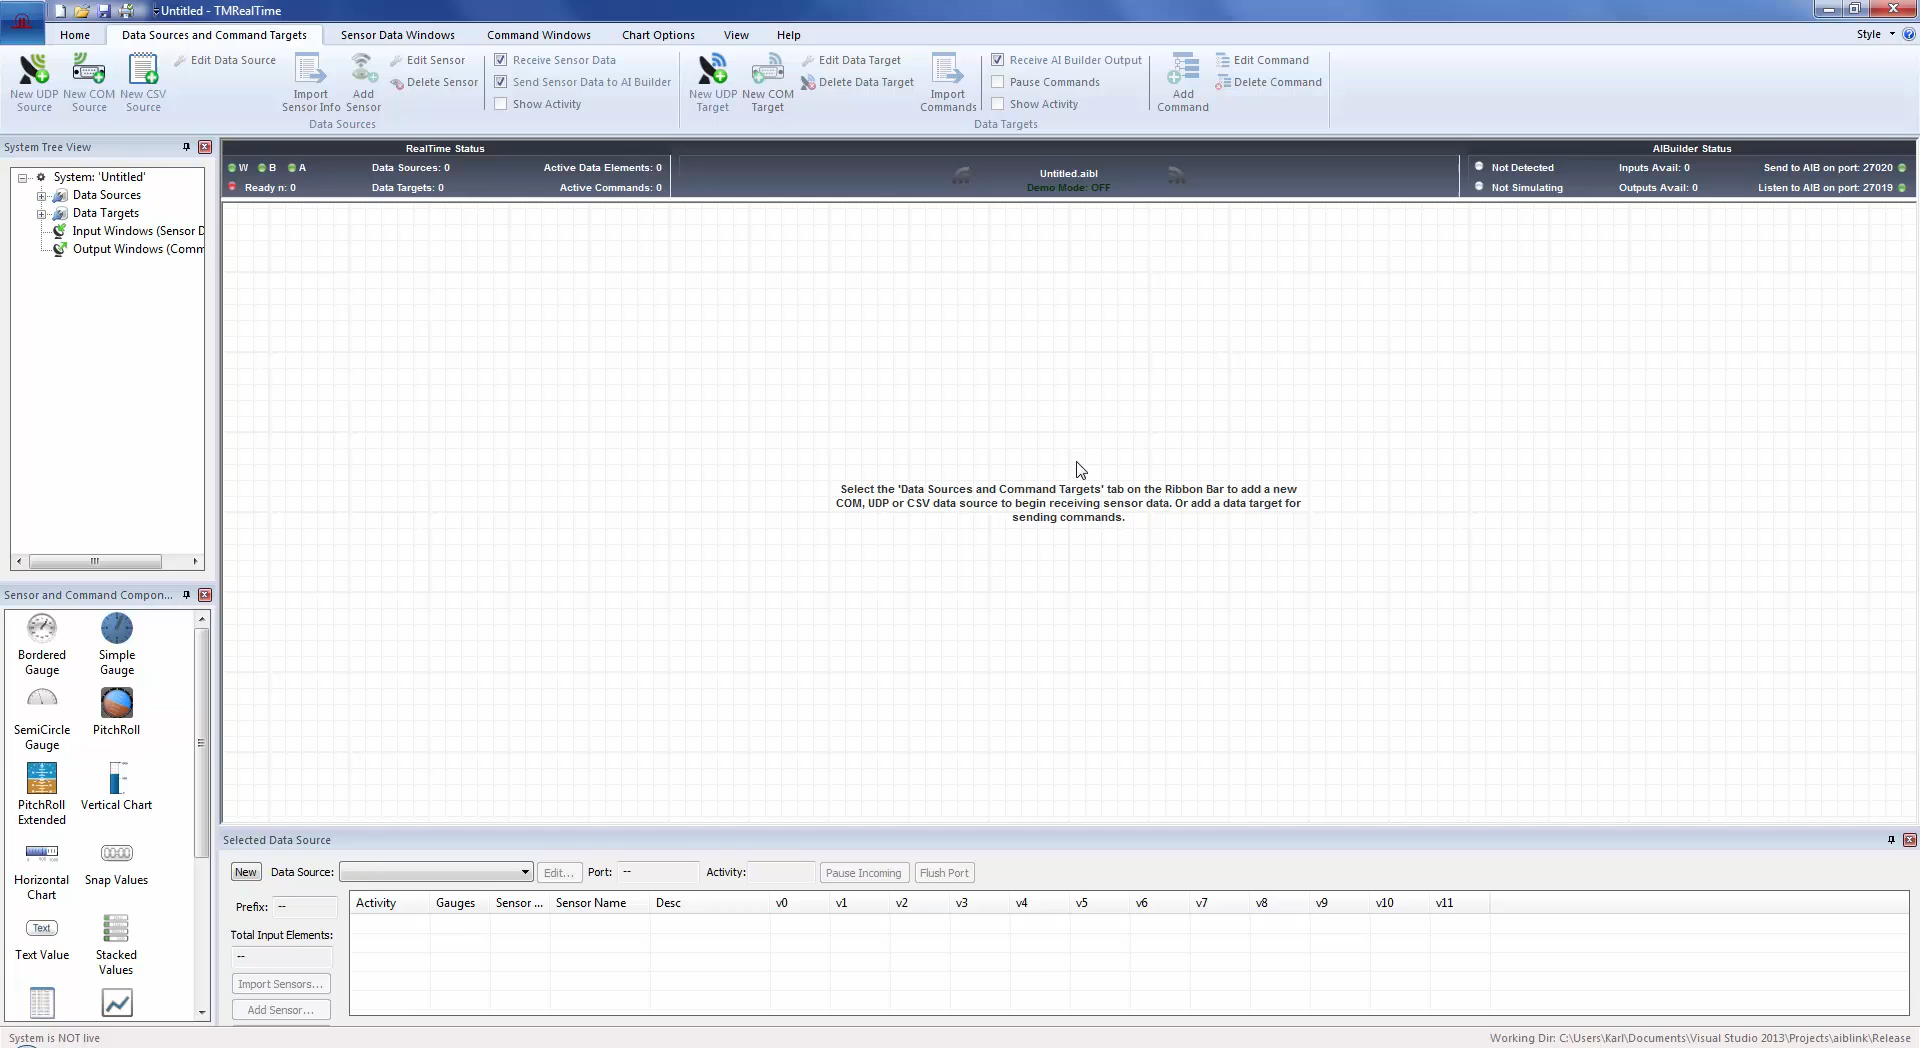 Untitled - TMRealTime
Home Data Sources and Command Targets Sensor Data Windows Command Windows Chart Options View Help Style
New UDP Source
New COM Source
New CSV Source
Edit Data Source
Import Sensor Info
Add Sensor
Edit Sensor
Delete Sensor
Receive Sensor Data
Send Sensor Data to AI Builder
Show Activity
Data Sources
New UDP Target
New COM Target
Edit Data Target
Delete Data Target
Import Commands
Receive AI Builder Output
Pause Commands
Show Activity
Add Command
Edit Command
Delete Command
Data Targets
System Tree View
System: 'Untitled'
Data Sources
Data Targets
Input Windows (Sensor D
Output Windows (Comm
RealTime Status
W B A Data Sources: 0 Active Data Elements: 0
Ready n: 0 Data Targets: 0 Active Commands: 0
Untitled.aibl
Demo Mode: OFF
AIBuilder Status
Not Detected Inputs Avail: 0 Send to AIB on port: 27020
Not Simulating Outputs Avail: 0 Listen to AIB on port: 27019
Select the 'Data Sources and Command Targets' tab on the Ribbon Bar to add a new
COM, UDP or CSV data source to begin receiving sensor data. Or add a data target for
sending commands.
Sensor and Command Compon...
Bordered Gauge
Simple Gauge
SemiCircle Gauge
PitchRoll
PitchRoll Extended
Vertical Chart
Horizontal Chart
00:00
Snap Values
Text
Text Value
Stacked Values
Selected Data Source
New Data Source: Edit... Port: -- Activity: Pause Incoming Flush Port
Prefix: --
Total Input Elements:
--
Import Sensors...
Add Sensor...
Activity Gauges Sensor ... Sensor Name Desc v0 v1 v2 v3 v4 v5 v6 v7 v8 v9 v10 v11
System is NOT live
Working Dir: C:\Users\Karl\Documents\Visual Studio 2013\Projects\aiblink\Release